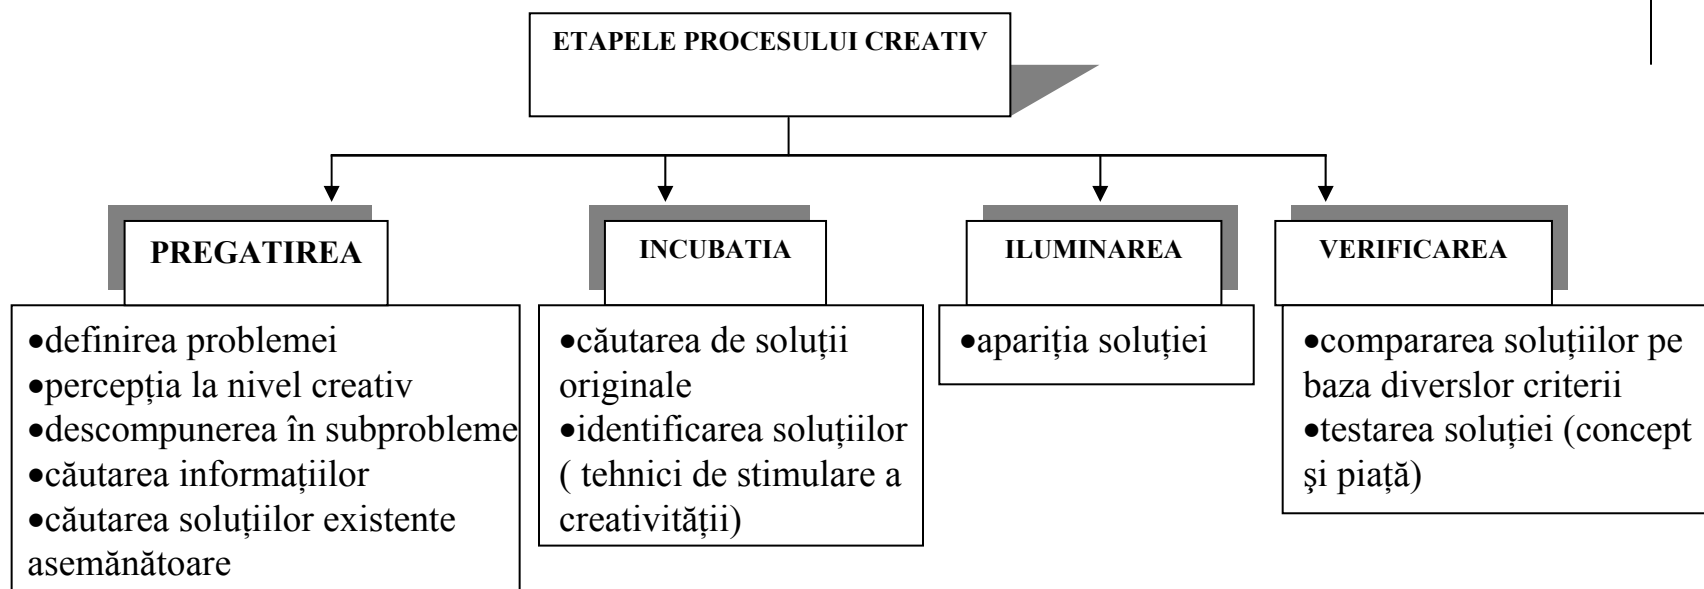 ETAPELE PROCESULUI CREATIV
PREGATIREA
•definirea problemei
•percepția la nivel creativ
•descompunerea în subprobleme
•căutarea informațiilor
•căutarea soluțiilor existente
asemănătoare
INCUBATIA
•căutarea de soluții
originale
•identificarea soluțiilor
( tehnici de stimulare a
creativității)
ILUMINAREA
•apariția soluției
VERIFICAREA
•compararea soluțiilor pe
baza diverslor criterii
•testarea soluției (concept
şi piață)